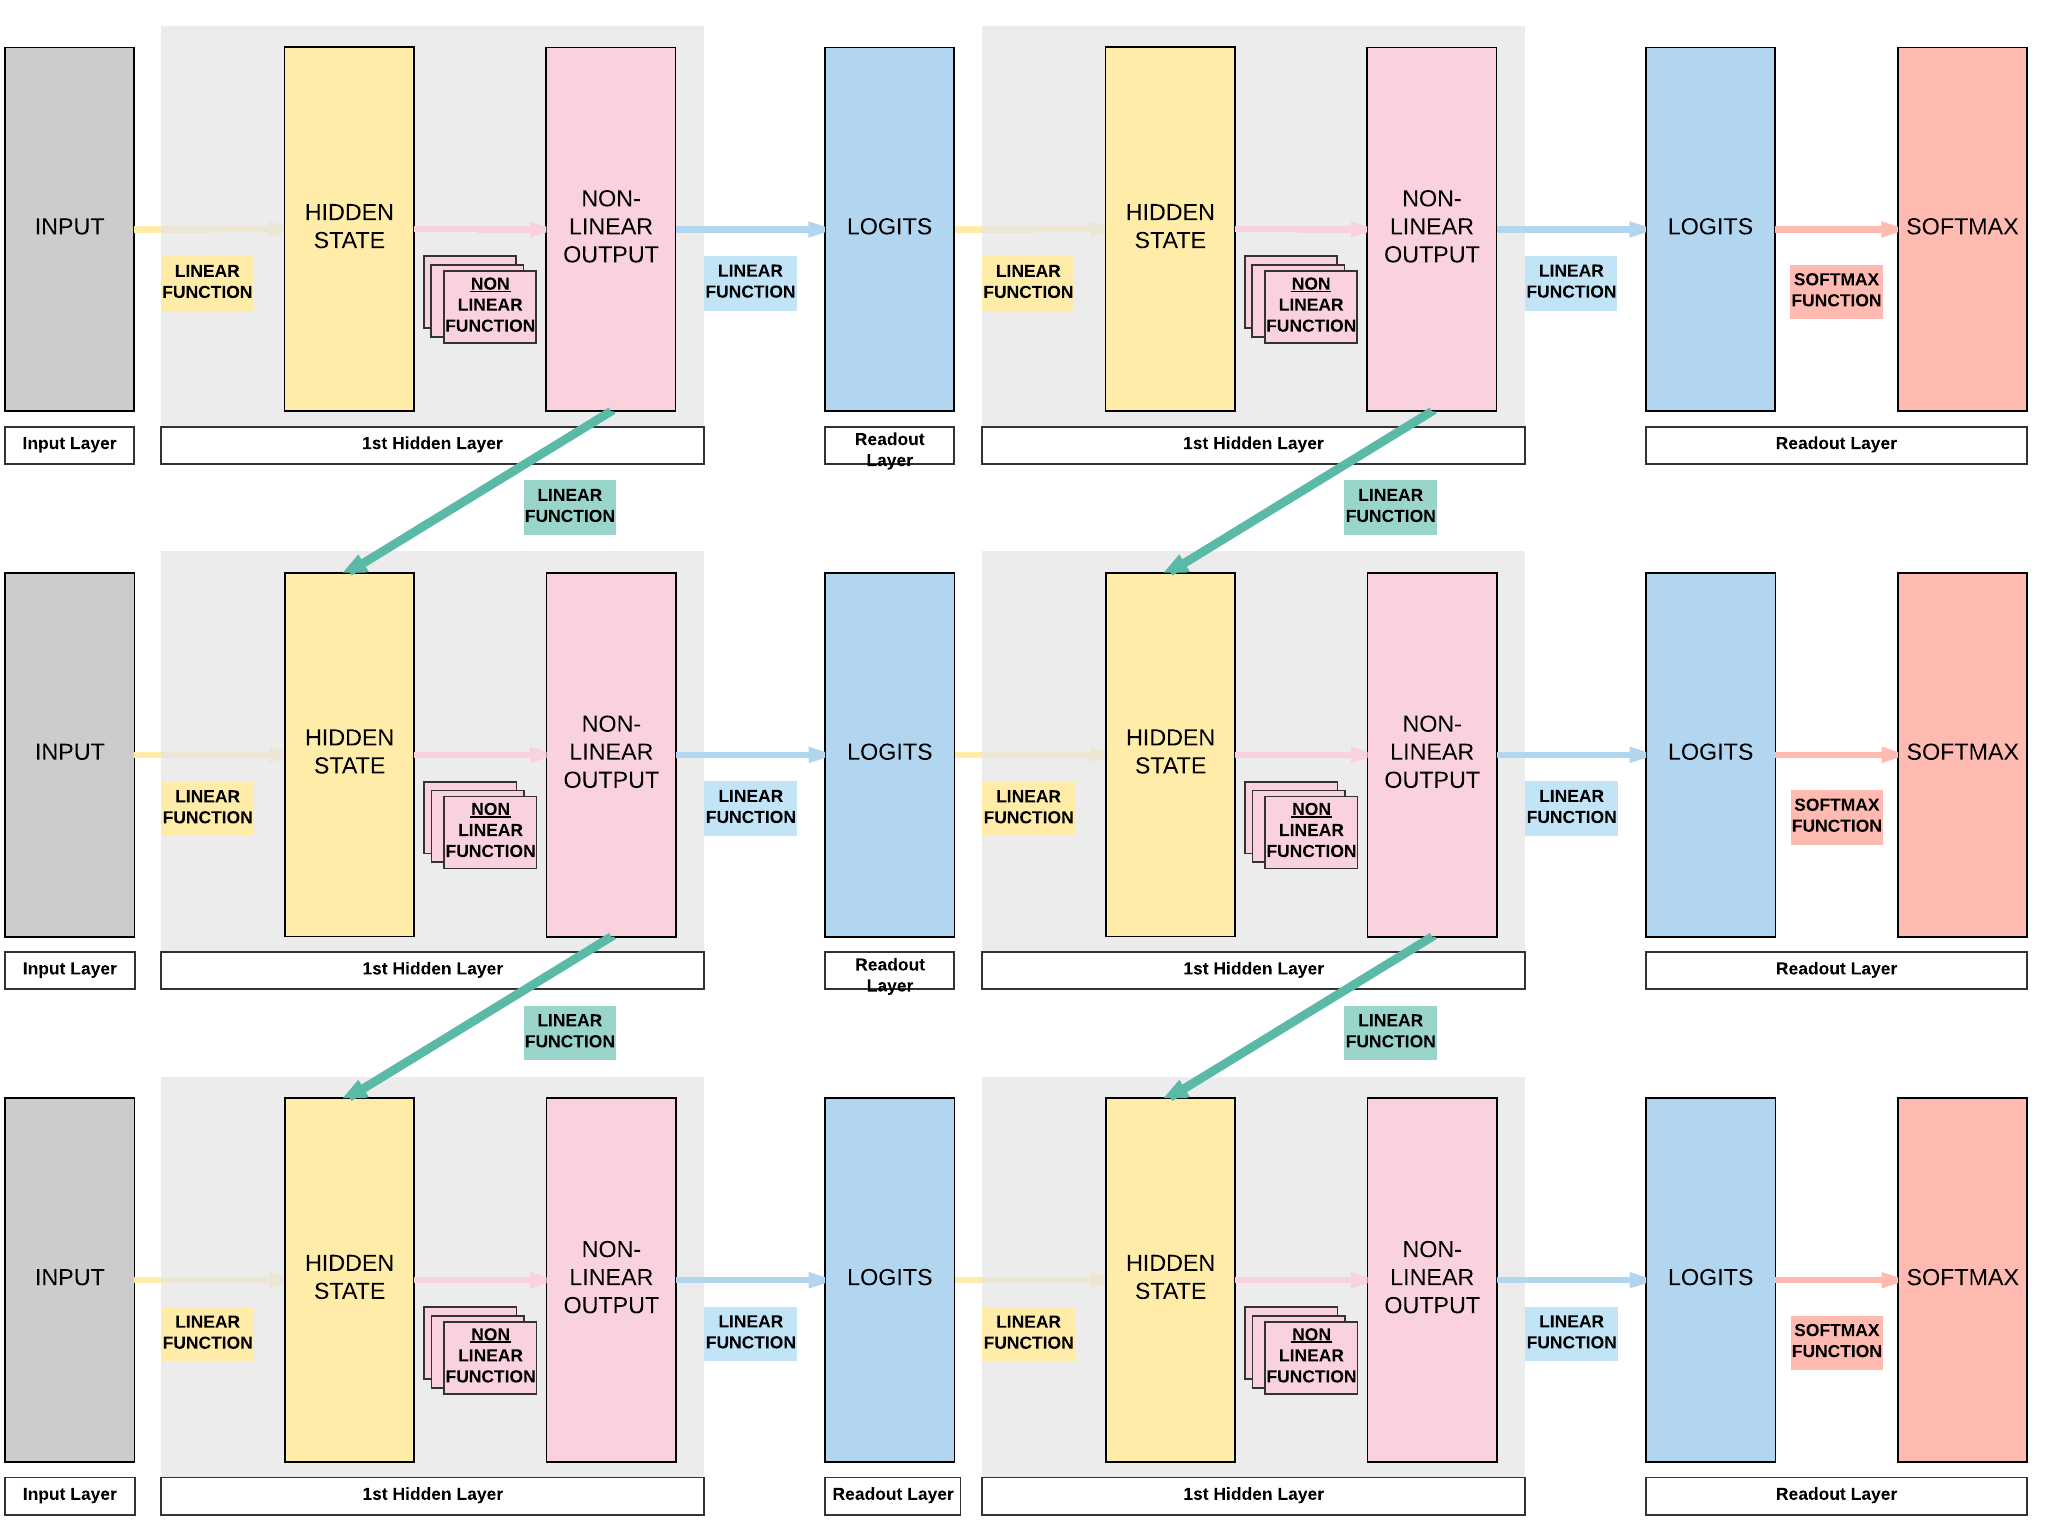 INPUT
LINEAR
FUNCTION
HIDDEN
STATE
NON
LINEAR
FUNCTION
NON-
LINEAR
OUTPUT
LINEAR
FUNCTION
LOGITS
LINEAR
FUNCTION
HIDDEN
STATE
NON
LINEAR
FUNCTION
NON-
LINEAR
OUTPUT
LINEAR
FUNCTION
LOGITS
SOFTMAX
FUNCTION
SOFTMAX
Input Layer
1st Hidden Layer
Readout
Layer
1st Hidden Layer
Readout Layer
LINEAR
FUNCTION
LINEAR
FUNCTION
INPUT
LINEAR
FUNCTION
HIDDEN
STATE
NON
LINEAR
FUNCTION
NON-
LINEAR
OUTPUT
LINEAR
FUNCTION
LOGITS
LINEAR
FUNCTION
HIDDEN
STATE
NON
LINEAR
FUNCTION
NON-
LINEAR
OUTPUT
LINEAR
FUNCTION
LOGITS
SOFTMAX
FUNCTION
SOFTMAX
Input Layer
1st Hidden Layer
Readout
Layer
1st Hidden Layer
Readout Layer
LINEAR
FUNCTION
LINEAR
FUNCTION
INPUT
LINEAR
FUNCTION
HIDDEN
STATE
NON
LINEAR
FUNCTION
NON-
LINEAR
OUTPUT
LINEAR
FUNCTION
LOGITS
LINEAR
FUNCTION
HIDDEN
STATE
NON
LINEAR
FUNCTION
NON-
LINEAR
OUTPUT
LINEAR
FUNCTION
LOGITS
SOFTMAX
FUNCTION
SOFTMAX
Input Layer
1st Hidden Layer
Readout Layer
1st Hidden Layer
Readout Layer